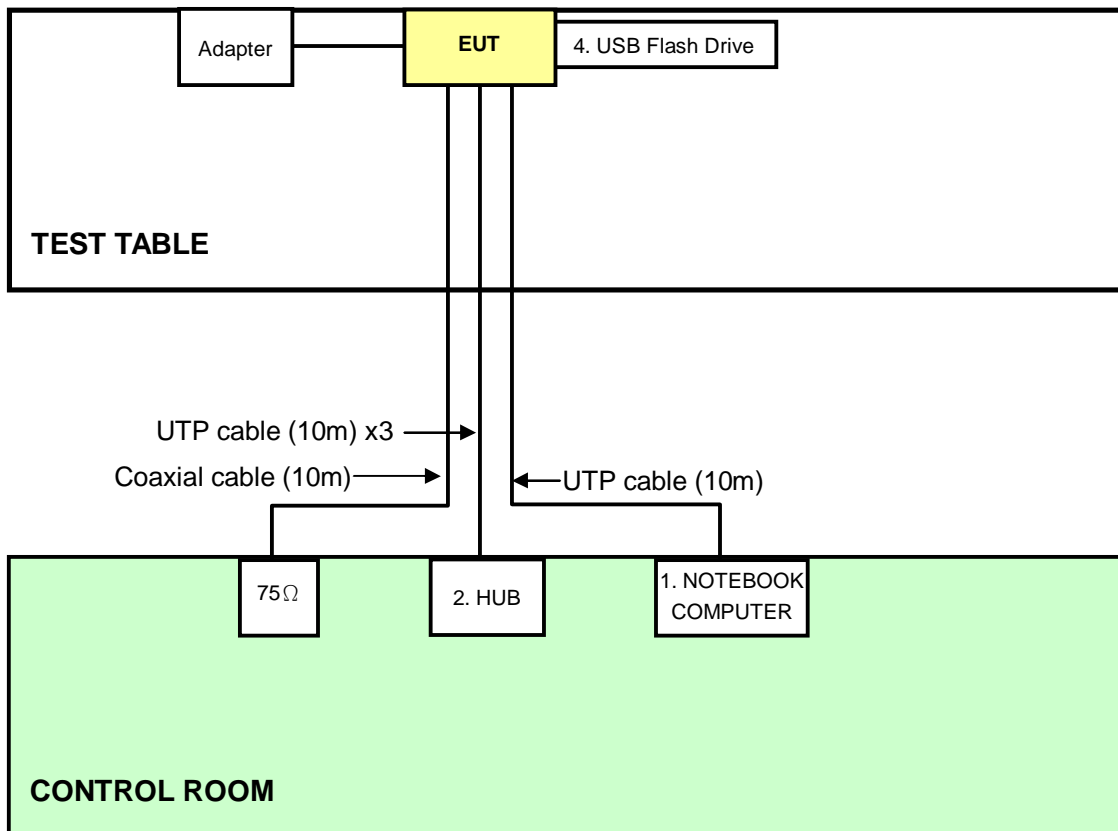 Adapter
EUT
4. USB Flash Drive
TEST TABLE
UTP cable (10m) x3
Coaxial cable (10m)
UTP cable (10m)
75Ω
2. HUB
1. NOTEBOOK
COMPUTER
CONTROL ROOM